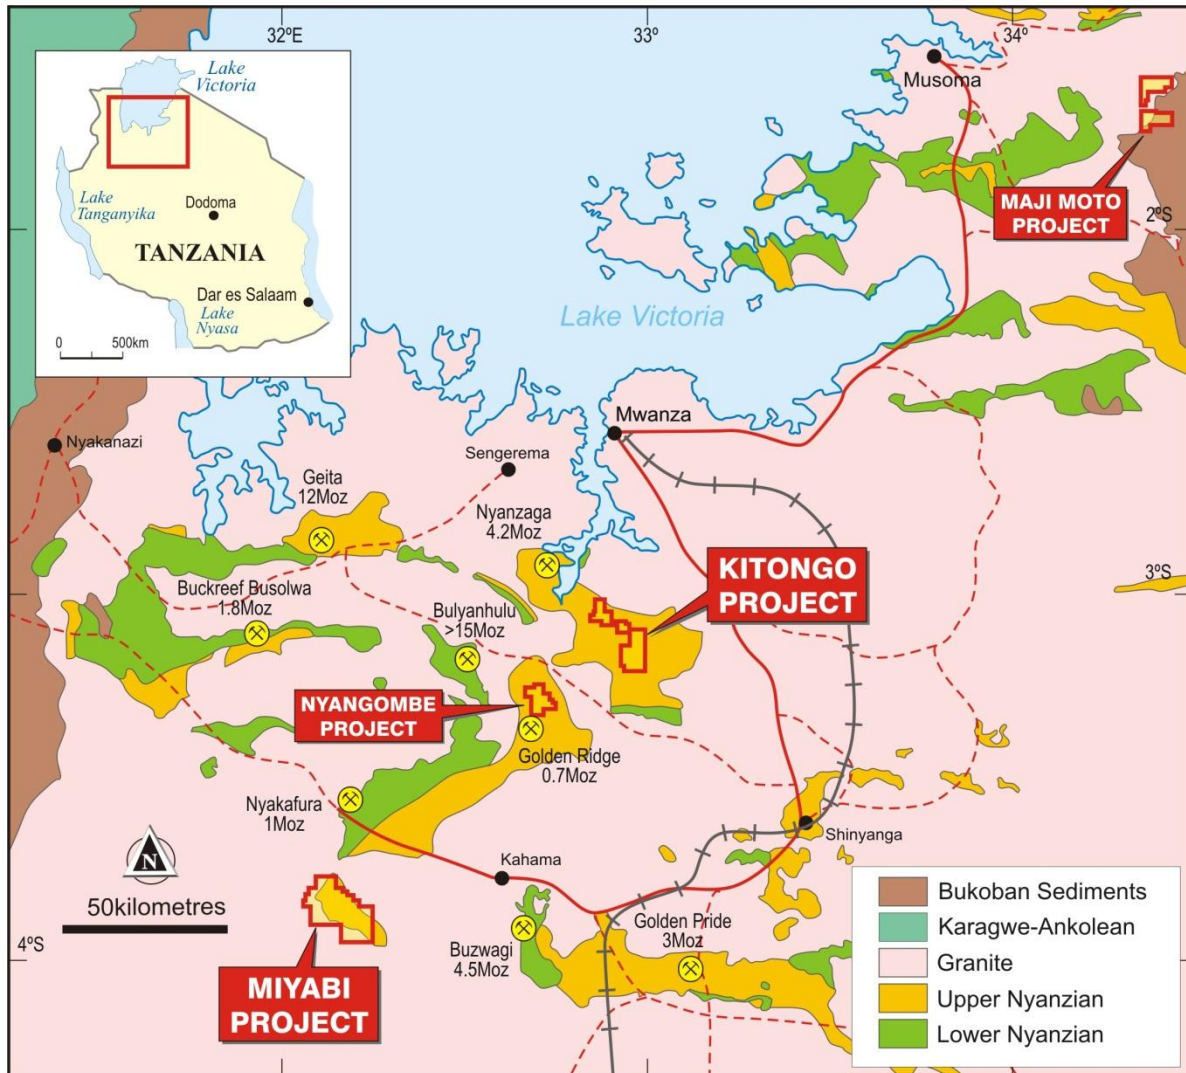 32ºE
33º
34º
Lake
Victoria
Lake
Tanganyika
Dodoma
TANZANIA
Dar es Salaam
Lake
Nyasa
0 500km
Musoma
MAJI MOTO
PROJECT
2ºS
Lake Victoria
Mwanza
Nyakanazi
Sengerema
Geita
12Moz
Nyanzaga
4.2Moz
KITONGO
PROJECT
3ºS
Buckreef Busolwa
1.8Moz
Bulyanhulu
>15Moz
NYANGOMBE
PROJECT
Golden Ridge
0.7Moz
Nyakafura
1Moz
Shinyanga
N
Kahama
50kilometres
4ºS
Buzwagi
4.5Moz
Golden Pride
3Moz
MIYABI
PROJECT
Bukoban Sediments
Karagwe-Ankolean
Granite
Upper Nyanzian
Lower Nyanzian